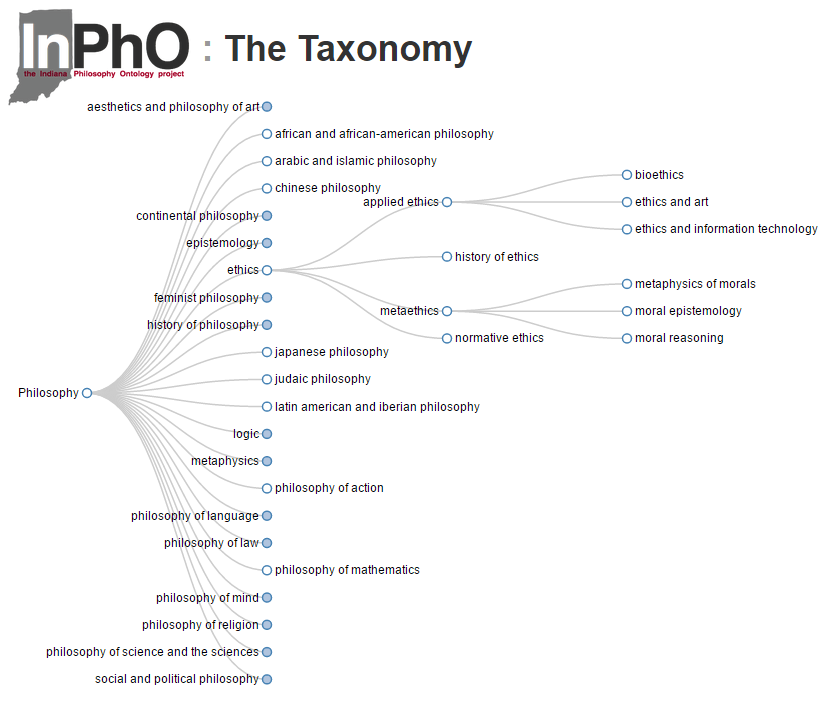 InPhO : The Taxonomy
the Indiana Philosophy Ontology project
aesthetics and philosophy of art
african and african-american philosophy
arabic and islamic philosophy
bioethics
chinese philosophy
applied ethics
ethics and art
continental philosophy
ethics and information technology
epistemology
history of ethics
ethics
metaphysics of morals
feminist philosophy
metaethics
moral epistemology
history of philosophy
normative ethics
moral reasoning
japanese philosophy
judaic philosophy
Philosophy
latin american and iberian philosophy
logic
metaphysics
philosophy of action
philosophy of language
philosophy of law
philosophy of mathematics
philosophy of mind
philosophy of religion
philosophy of science and the sciences
social and political philosophy